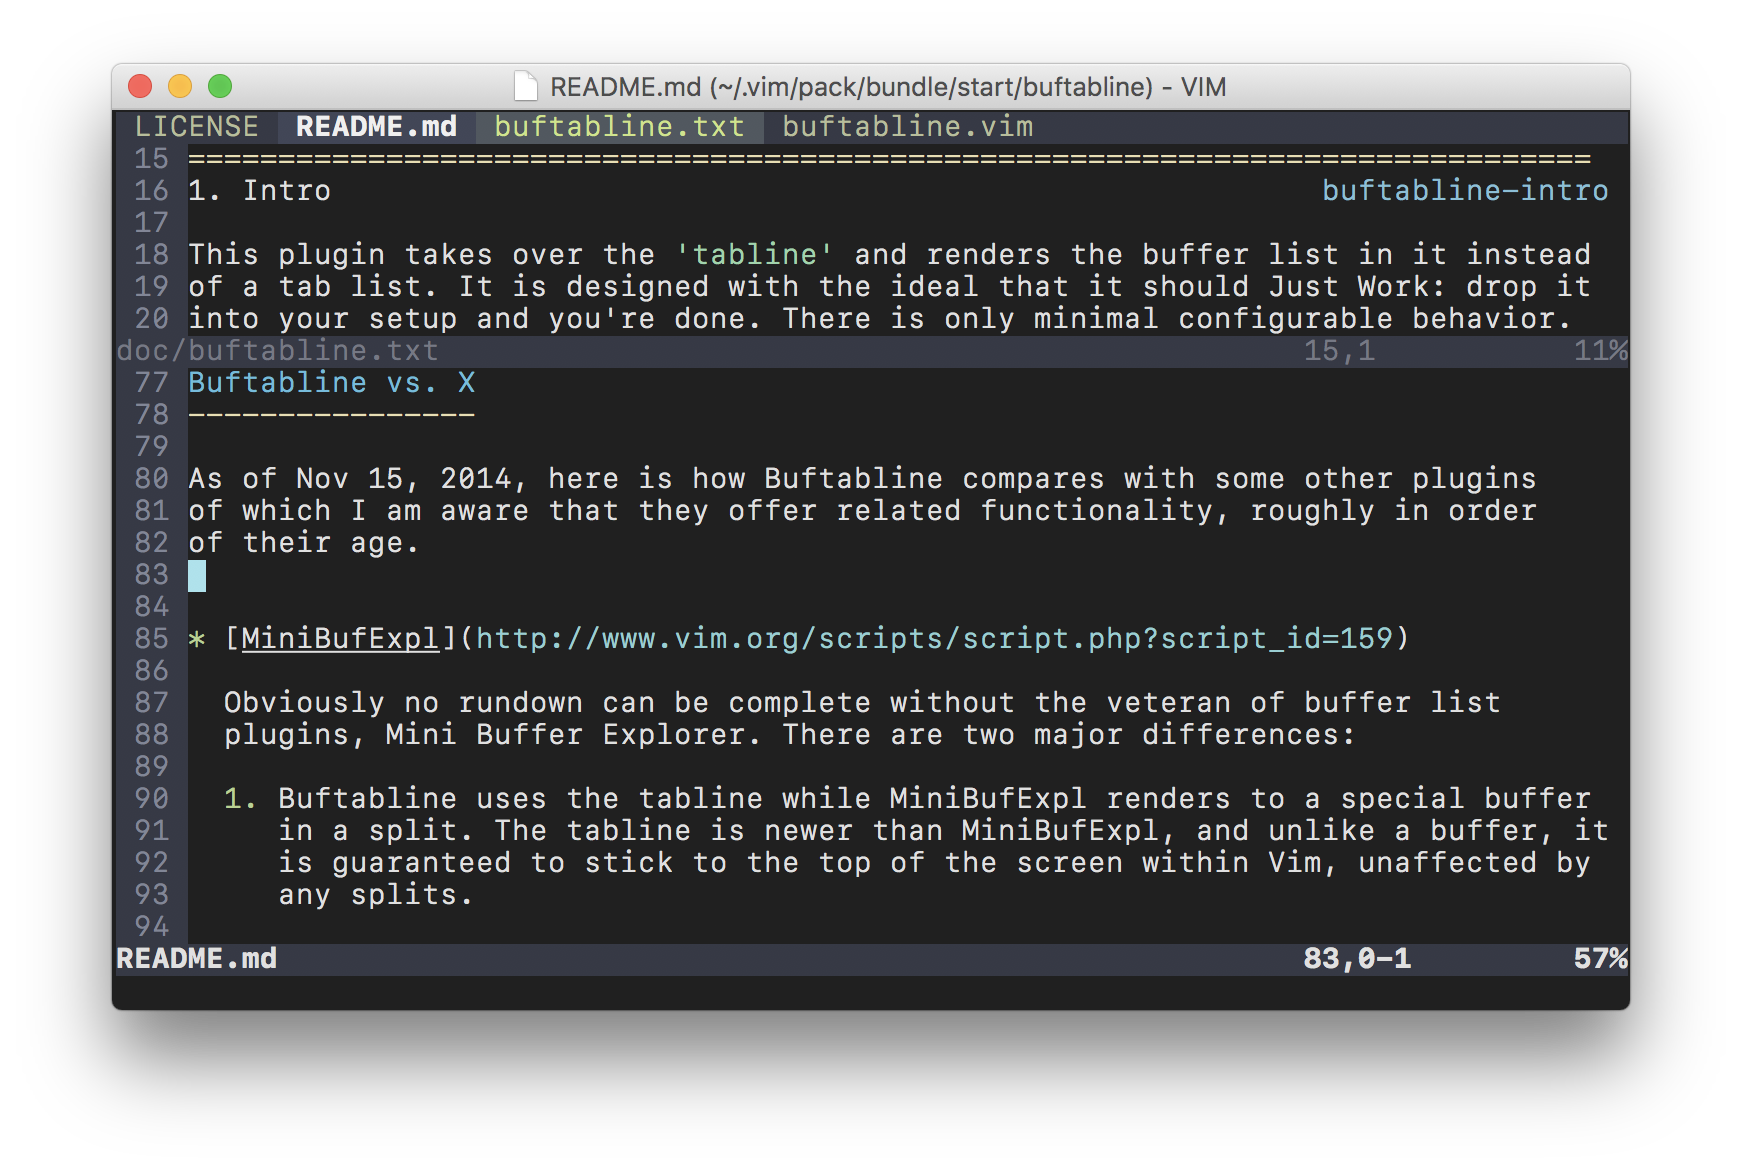 README.md (~/.vim/pack/bundle/start/buftabline) - VIM
LICENSE README.md buftabline.txt buftabline.vim
15 ==============================================================================
16 1. Intro buftabline-intro
17
18 This plugin takes over the 'tabline' and renders the buffer list in it instead
19 of a tab list. It is designed with the ideal that it should Just Work: drop it
20 into your setup and you're done. There is only minimal configurable behavior.
doc/buftabline.txt 15,1 11%
77 Buftabline vs. X
78 ----------------
79
80 As of Nov 15, 2014, here is how Buftabline compares with some other plugins
81 of which I am aware that they offer related functionality, roughly in order
82 of their age.
83
84
85 * [MiniBufExpl](http://www.vim.org/scripts/script.php?script_id=159)
86
87 Obviously no rundown can be complete without the veteran of buffer list
88 plugins, Mini Buffer Explorer. There are two major differences:
89
90 1. Buftabline uses the tabline while MiniBufExpl renders to a special buffer
91 in a split. The tabline is newer than MiniBufExpl, and unlike a buffer, it
92 is guaranteed to stick to the top of the screen within Vim, unaffected by
93 any splits.
94
README.md 83,0-1 57%